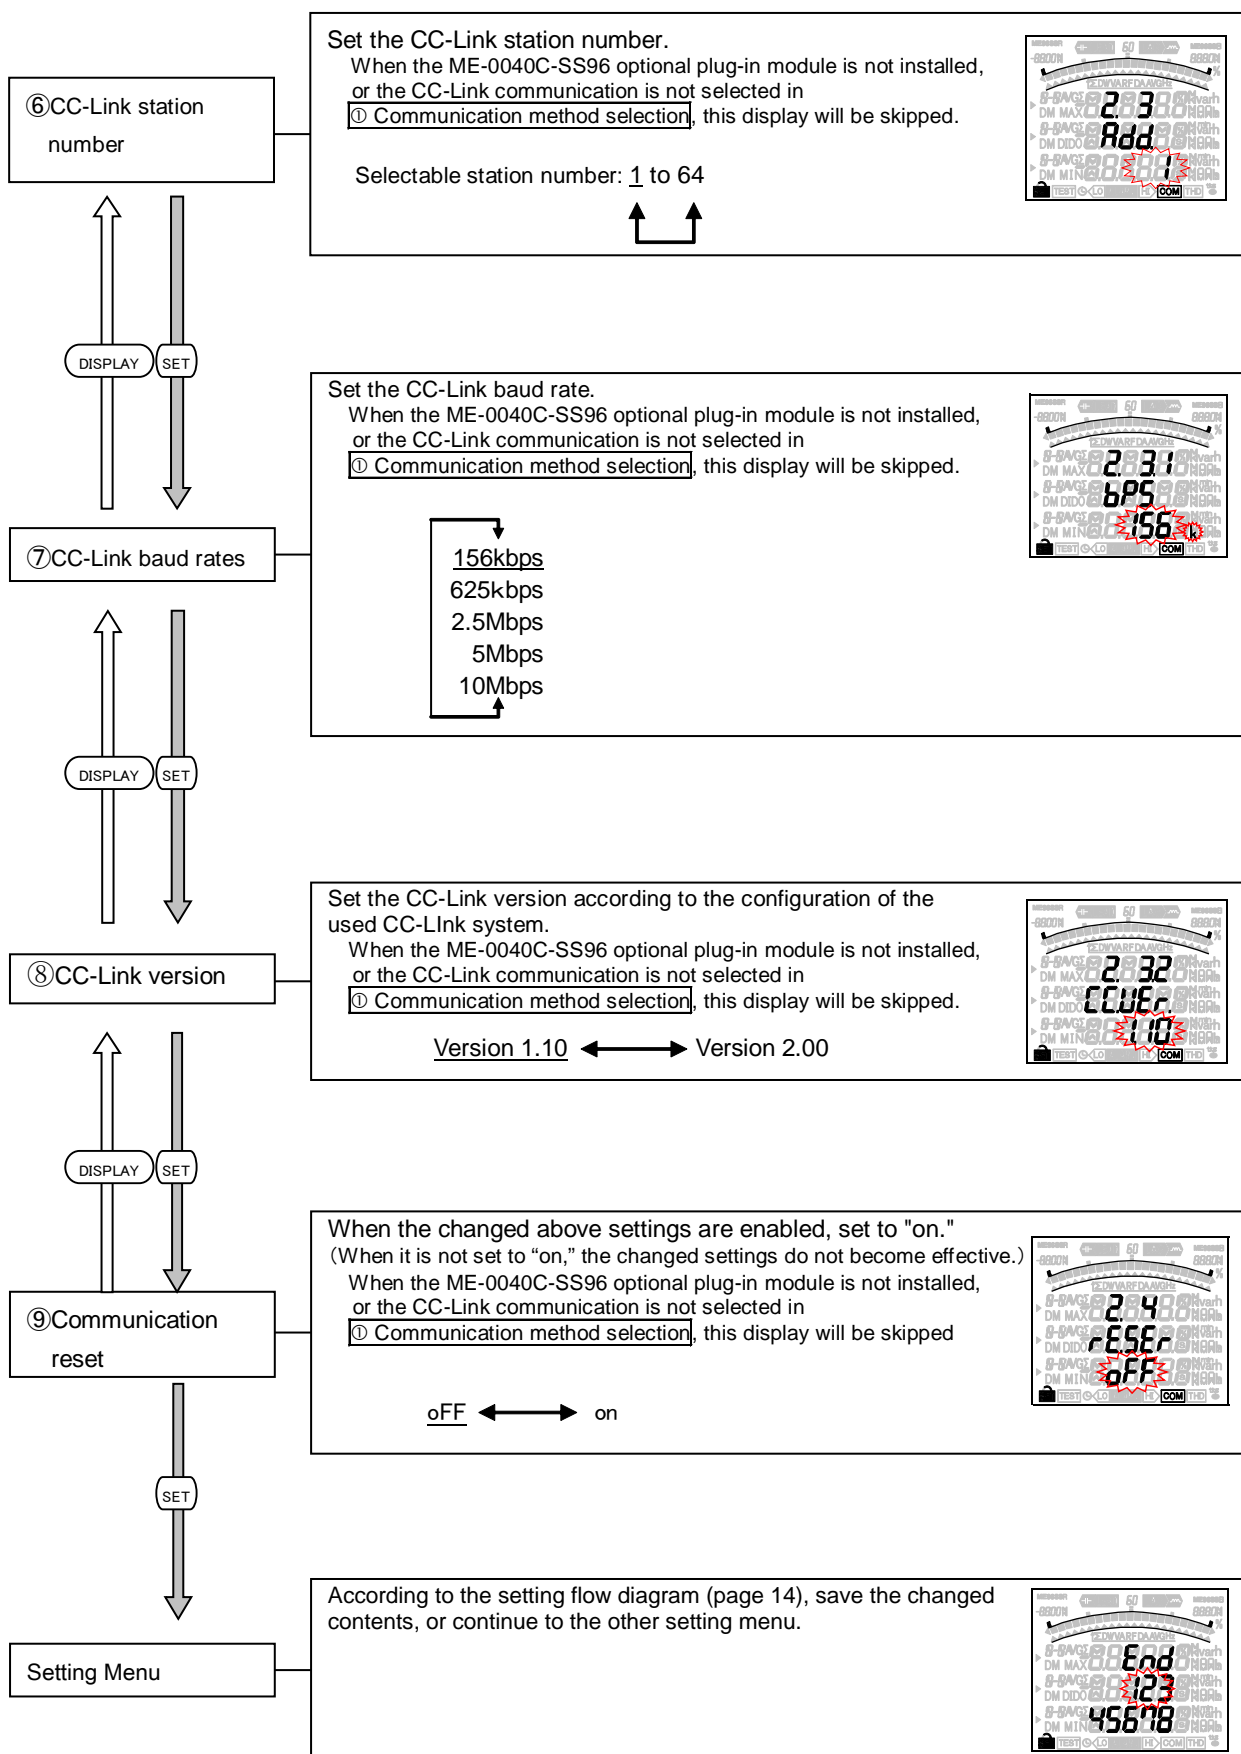 ⑥CC-Link station
number
Set the CC-Link station number.
When the ME-0040C-SS96 optional plug-in module is not installed,
or the CC-Link communication is not selected in
① Communication method selection, this display will be skipped.
Selectable station number: 1 to 64
2. 3
Add.
1
COM
DISPLAY
SET
⑦CC-Link baud rates
Set the CC-Link baud rate.
When the ME-0040C-SS96 optional plug-in module is not installed,
or the CC-Link communication is not selected in
① Communication method selection, this display will be skipped.
156kbps
625kbps
2.5Mbps
5Mbps
10Mbps
2. 3.1
bPS
156 k
COM
DISPLAY
SET
⑧CC-Link version
Set the CC-Link version according to the configuration of the
used CC-LInk system.
When the ME-0040C-SS96 optional plug-in module is not installed,
or the CC-Link communication is not selected in
① Communication method selection, this display will be skipped.
Version 1.10
Version 2.00
2. 3.2
CC.VEr.
1.10
COM
DISPLAY
SET
⑨Communication
reset
When the changed above settings are enabled, set to "on."
(When it is not set to “on,” the changed settings do not become effective.)
When the ME-0040C-SS96 optional plug-in module is not installed,
or the CC-Link communication is not selected in
① Communication method selection, this display will be skipped
oFF
on
2. 4
rESEr
oFF
COM
SET
Setting Menu
According to the setting flow diagram (page 14), save the changed
contents, or continue to the other setting menu.
End
123
45678